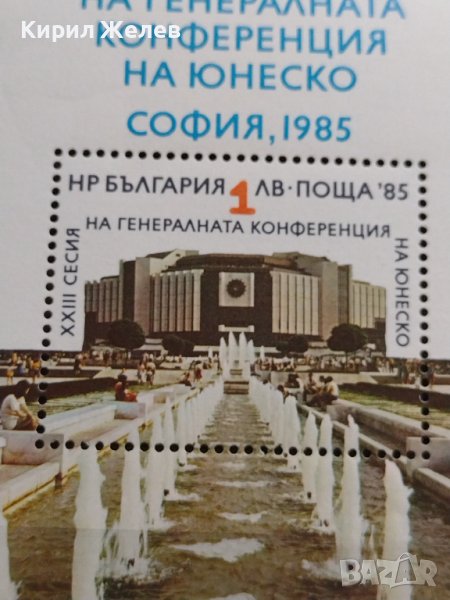 Кирил Желев
НА ГЕНЕРАЛНАТА
КОНФЕРЕНЦИЯ
НА ЮНЕСКО
СОФИЯ, 1985
НР БЪЛГАРИЯ 1 ЛВ · ПОЩА '85
XXIII СЕСИЯ
НА ГЕНЕРАЛНАТА КОНФЕРЕНЦИЯ
НА ЮНЕСКО
BAZAR